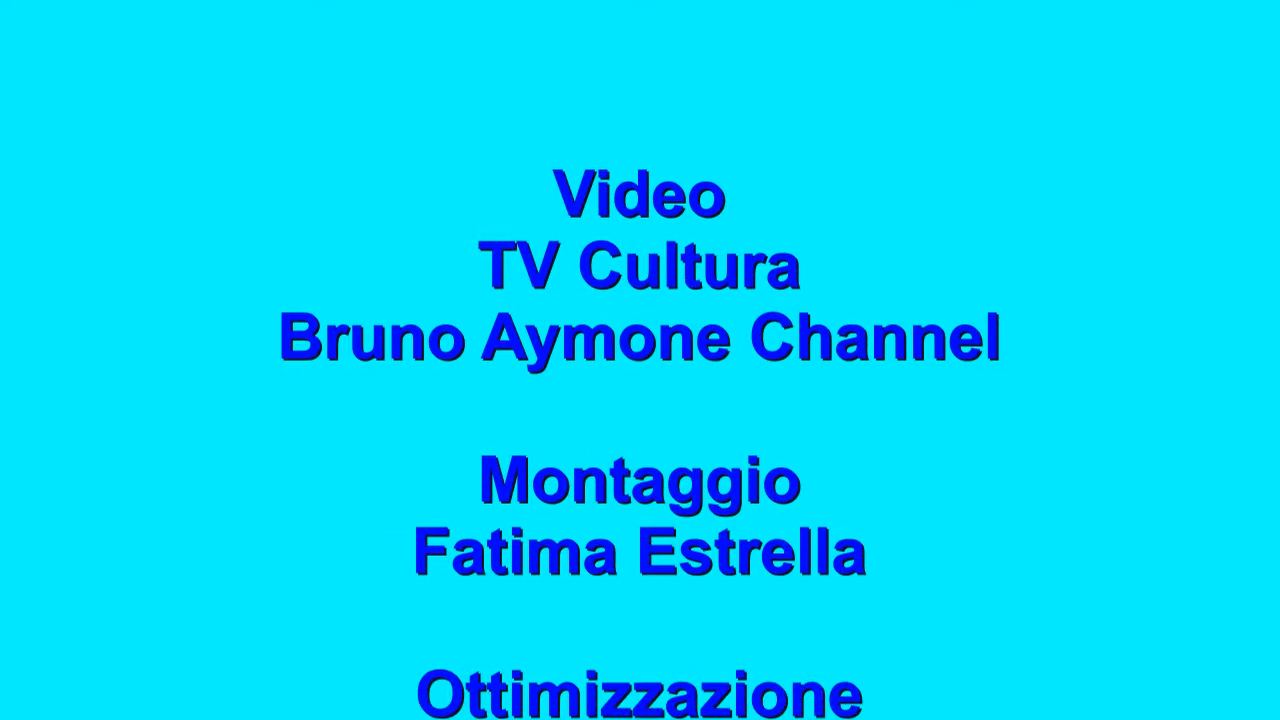 Video
TV Cultura
Bruno Aymone Channel
Montaggio
Fatima Estrella
Ottimizzazione